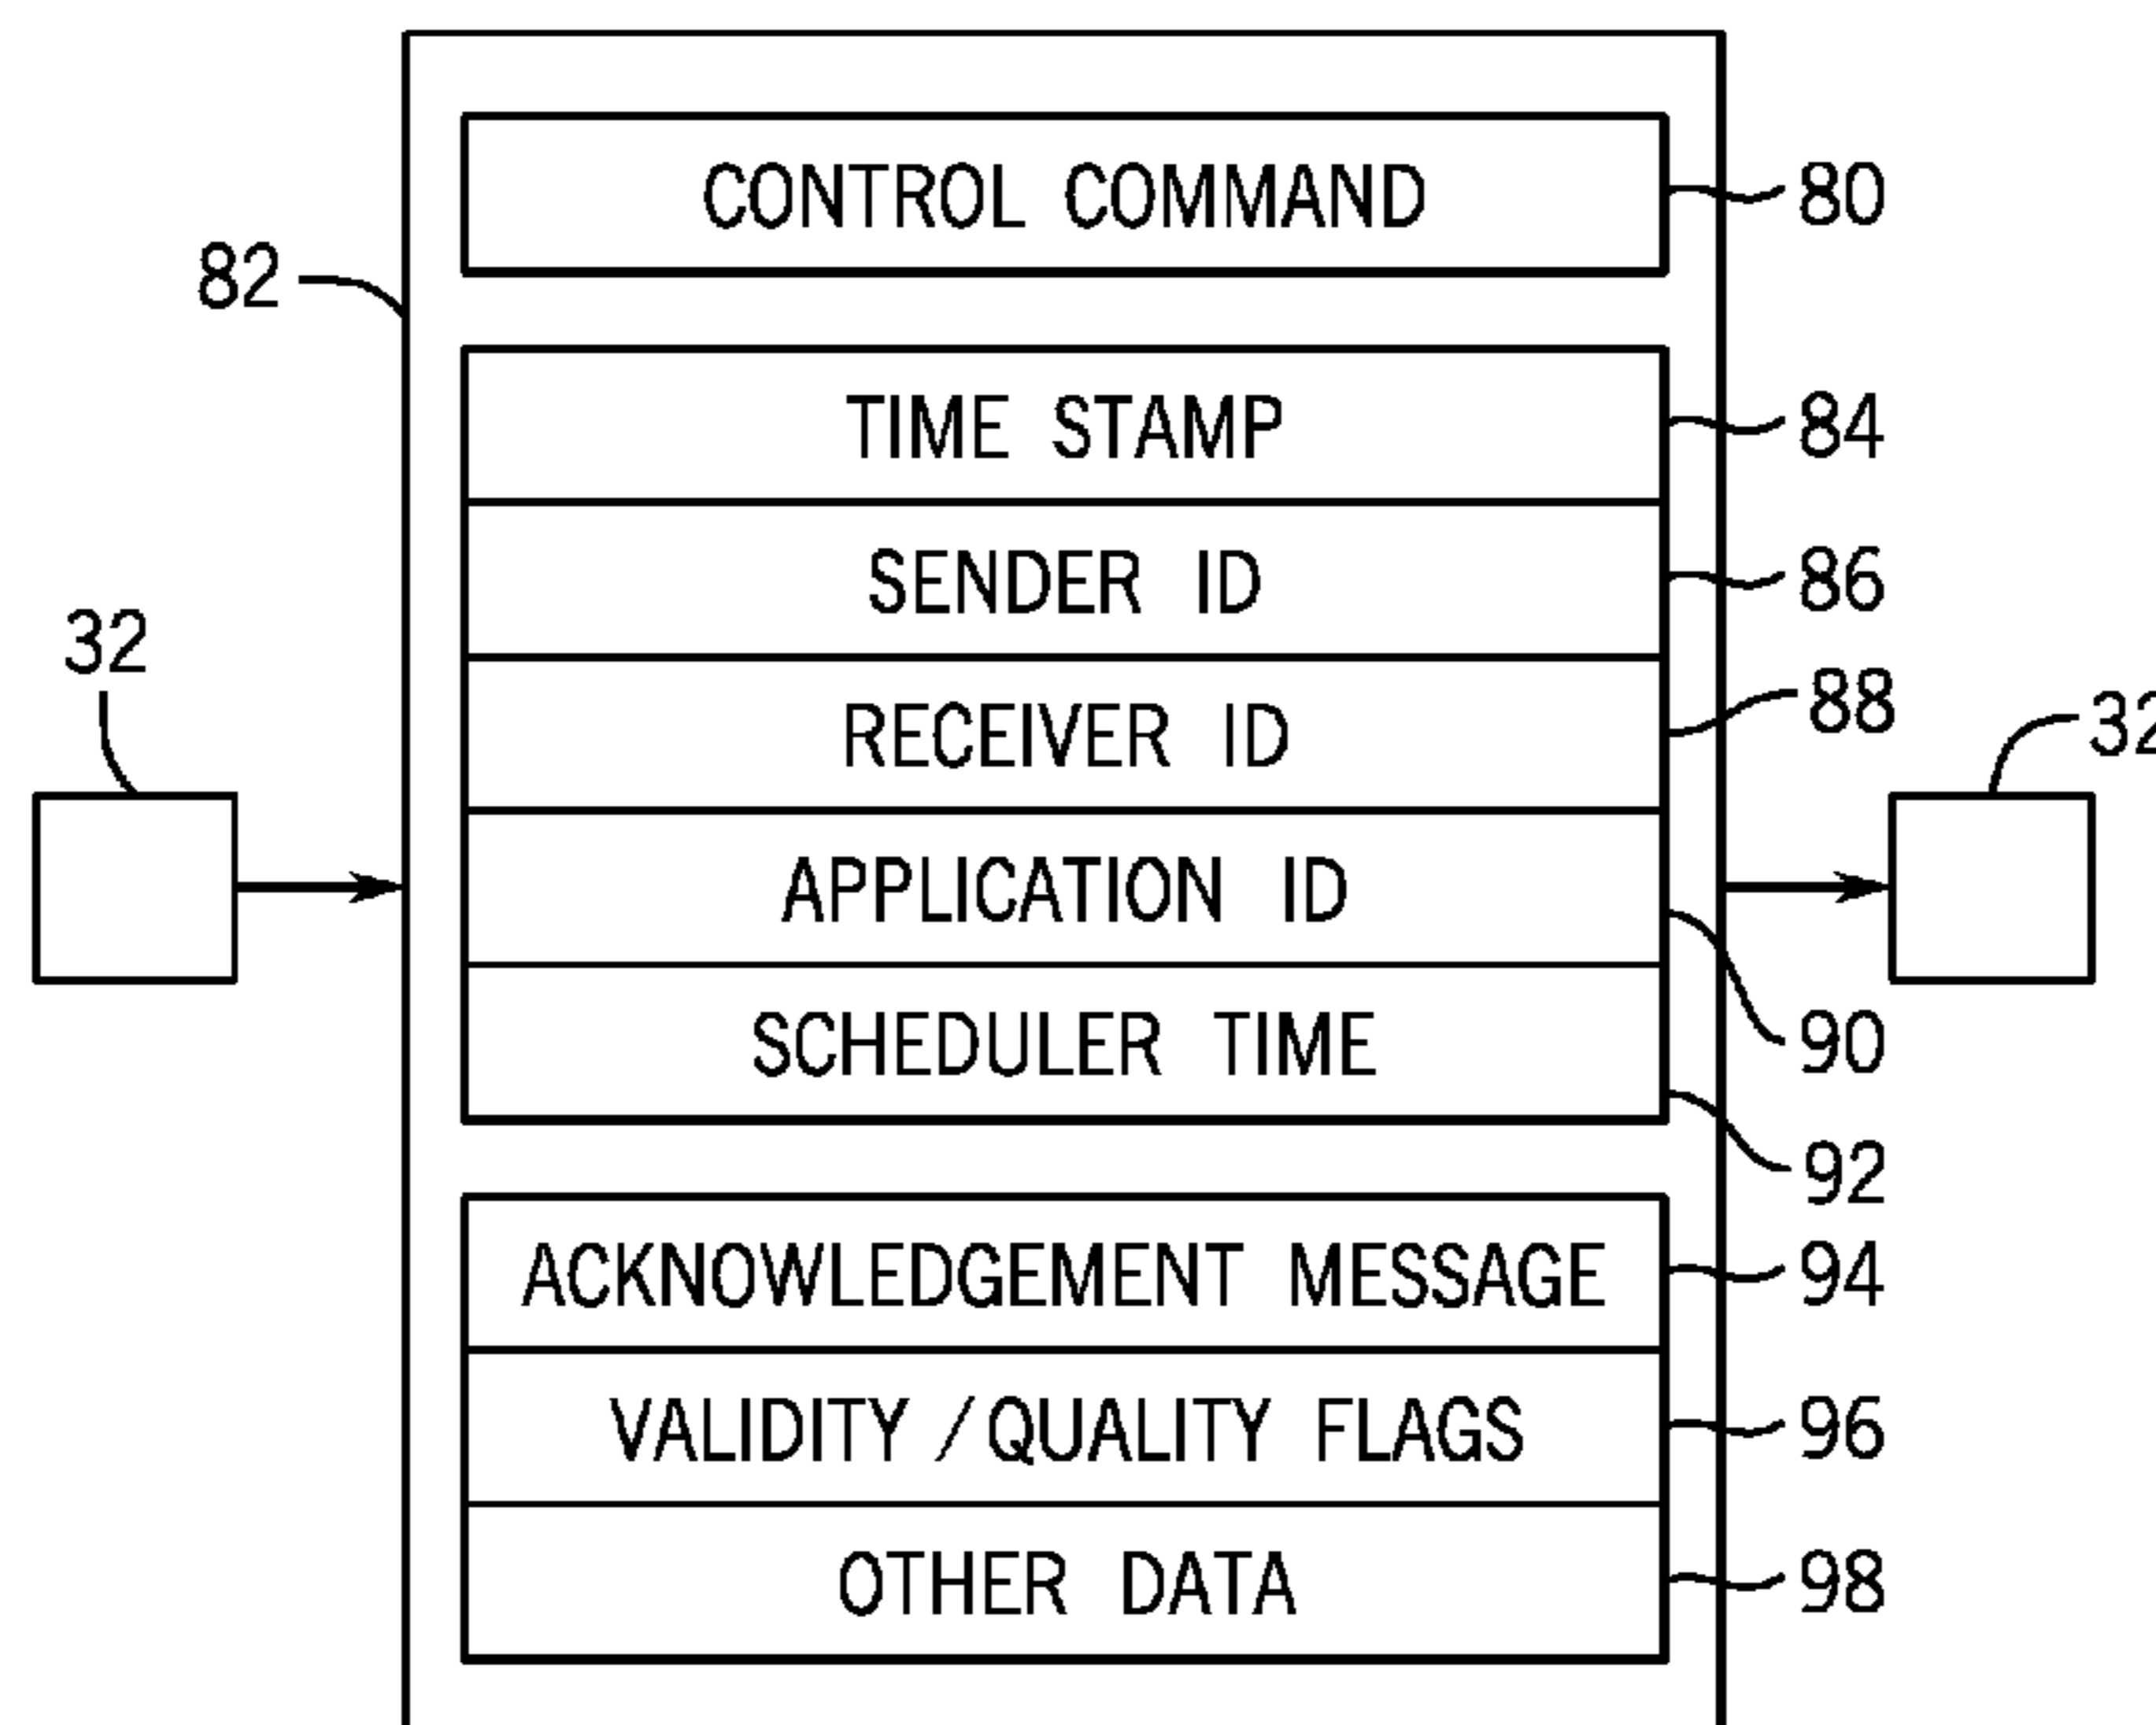 CONTROL COMMAND 80
82
TIME STAMP 84
SENDER ID 86
32
RECEIVER ID 88
32
APPLICATION ID 90
SCHEDULER TIME 92
ACKNOWLEDGEMENT MESSAGE 94
VALIDITY / QUALITY FLAGS 96
OTHER DATA 98